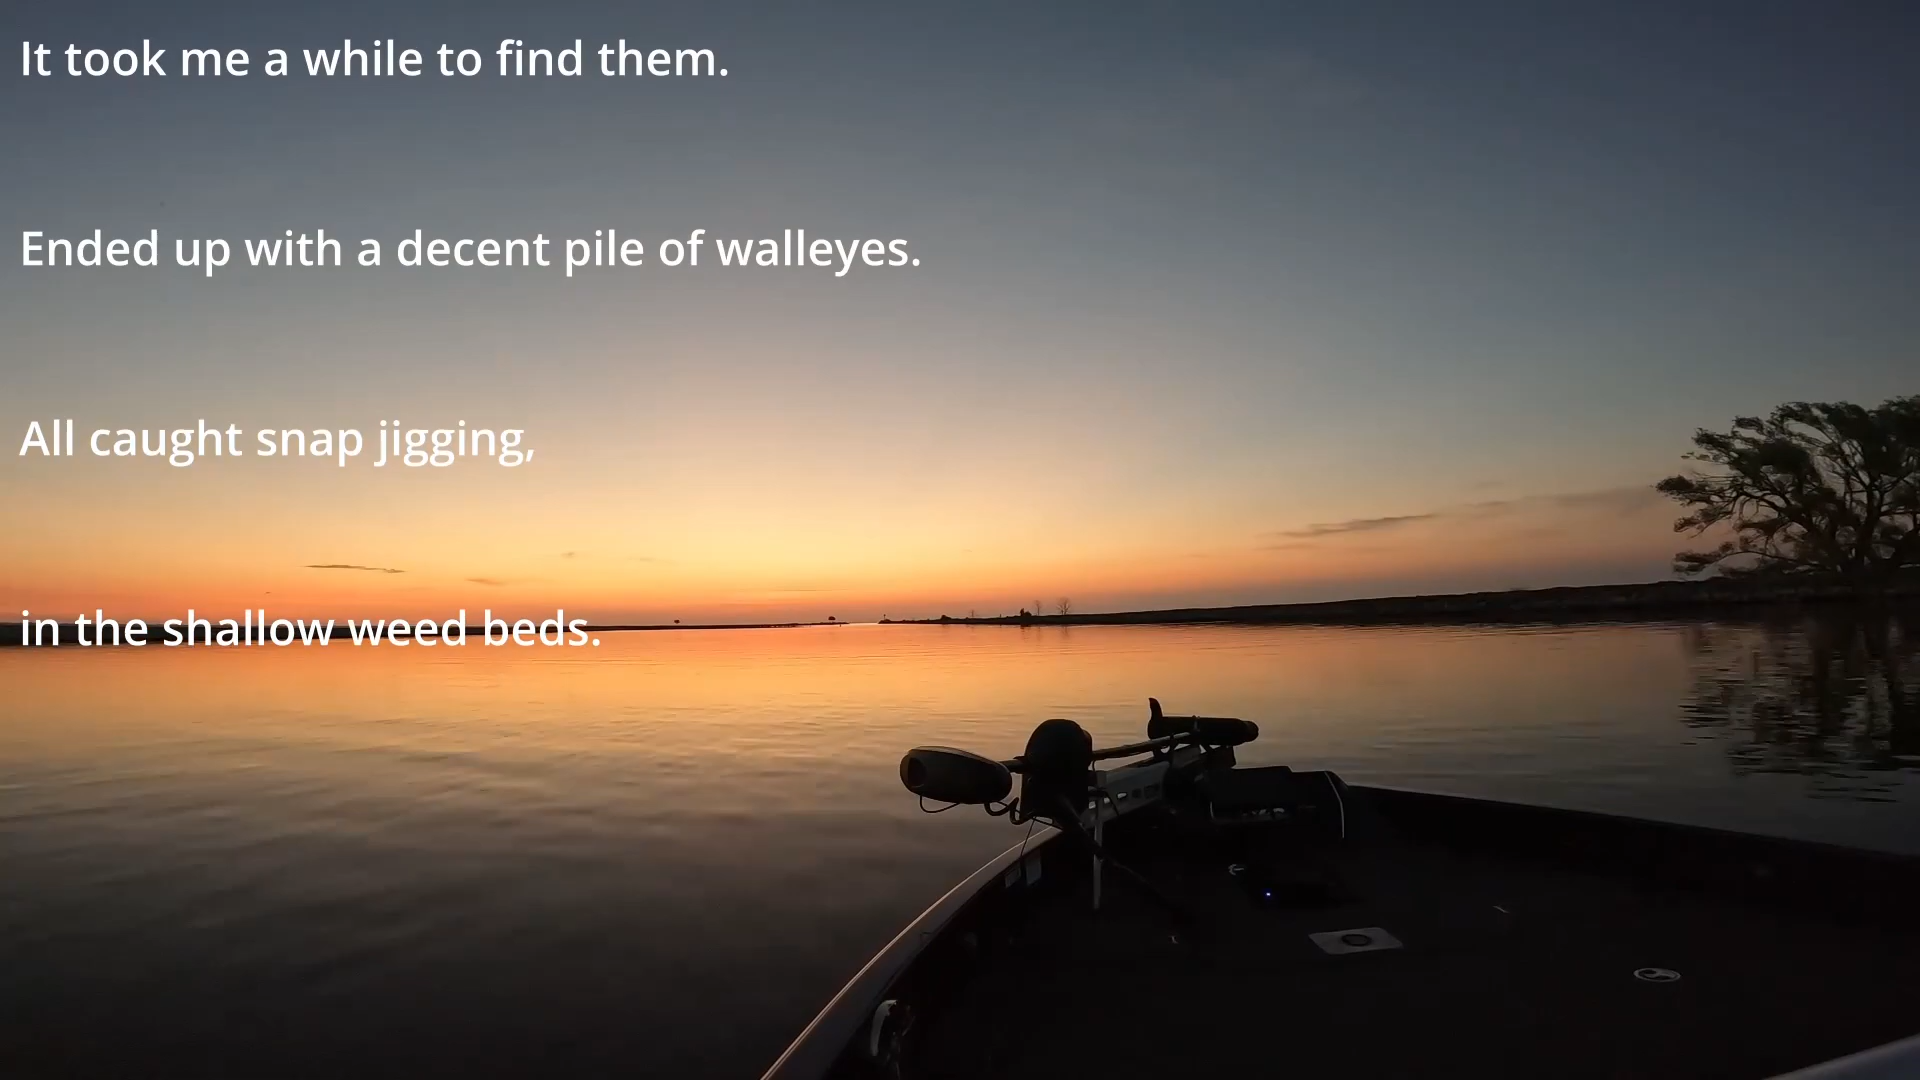 It took me a while to find them.
Ended up with a decent pile of walleyes.
All caught snap jigging,
in the shallow weed beds.